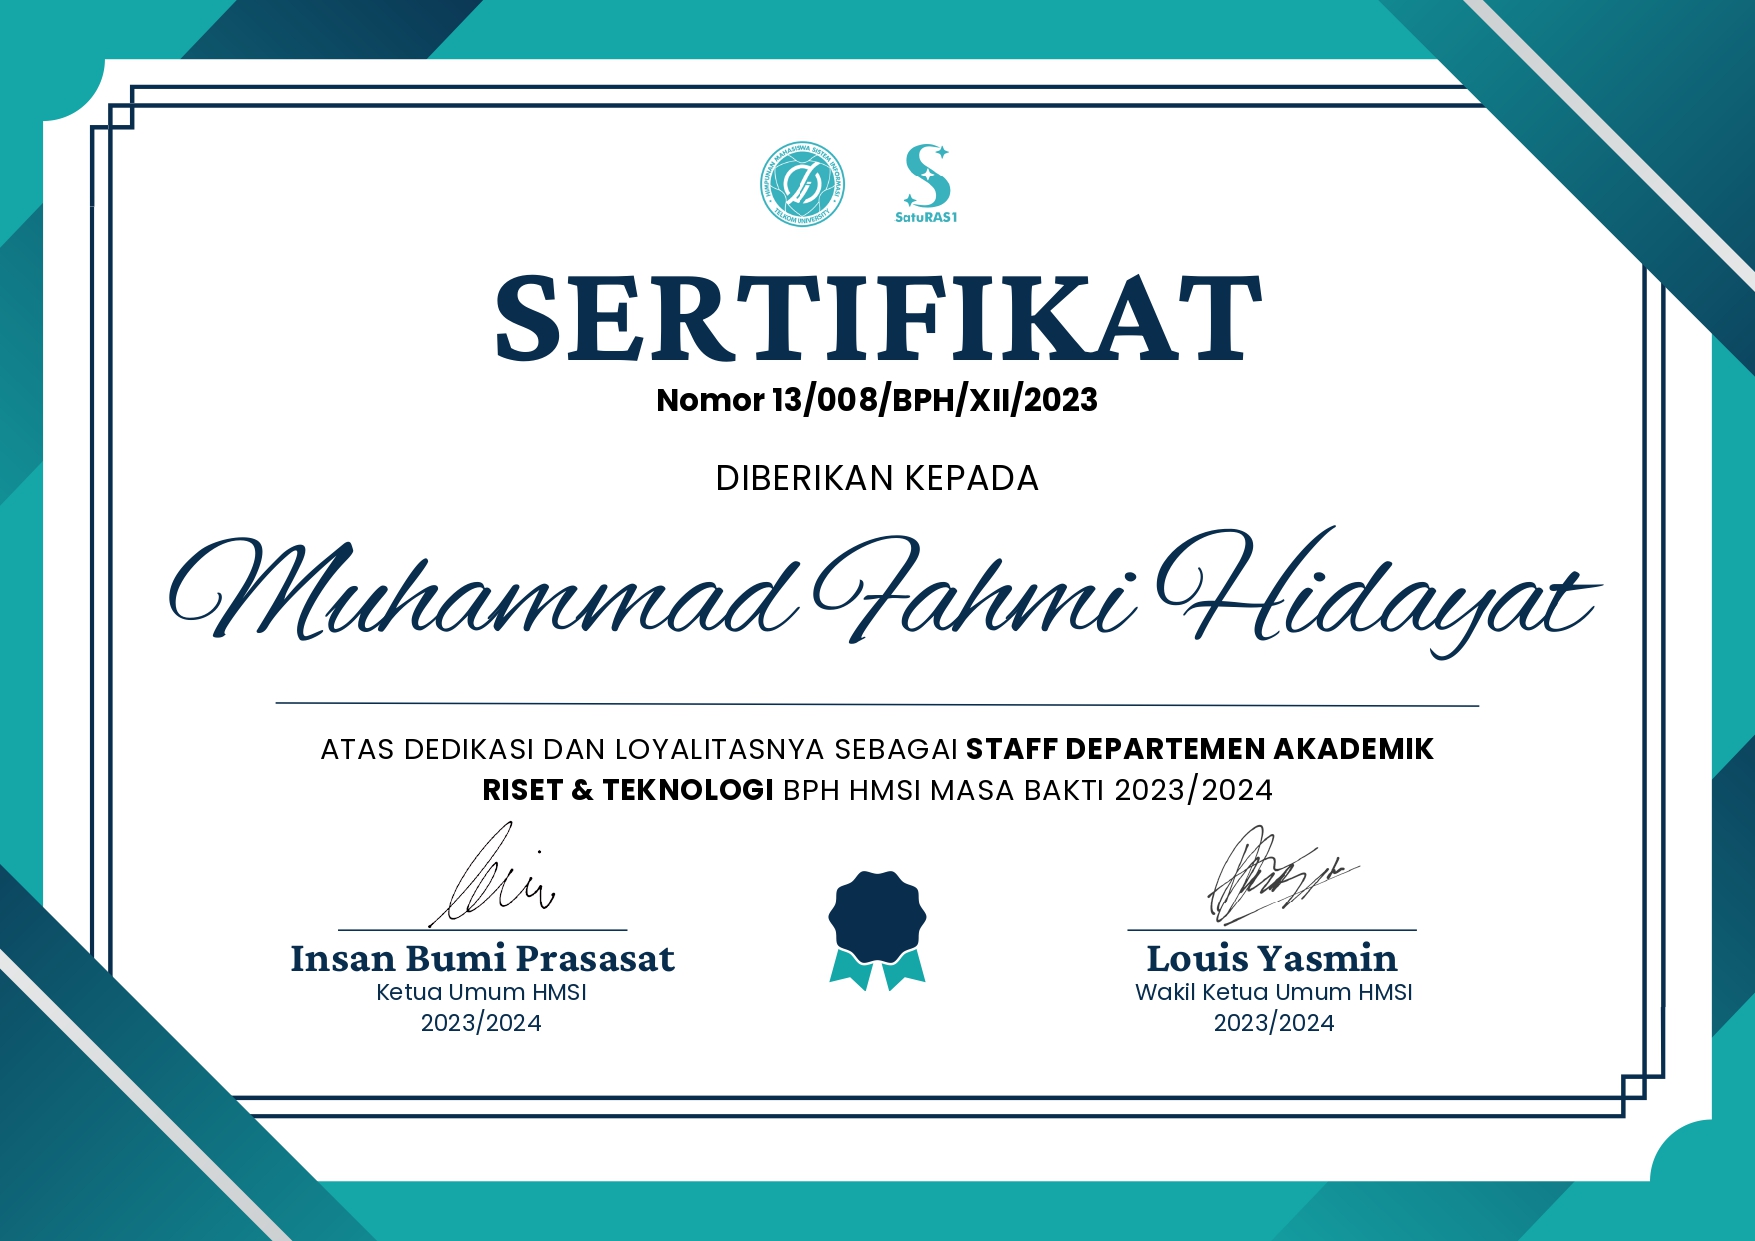 HIMPUNAN MAHASISWA SISTEM INFORMASI
TELKOM UNIVERSITY
SatuRAS1
SERTIFIKAT
Nomor 13/008/BPH/XII/2023
DIBERIKAN KEPADA
Muhammad Fahmi Hidayat
ATAS DEDIKASI DAN LOYALITASNYA SEBAGAI STAFF DEPARTEMEN AKADEMIK
RISET & TEKNOLOGI BPH HMSI MASA BAKTI 2023/2024
Insan Bumi Prasasat
Ketua Umum HMSI
2023/2024
Louis Yasmin
Wakil Ketua Umum HMSI
2023/2024